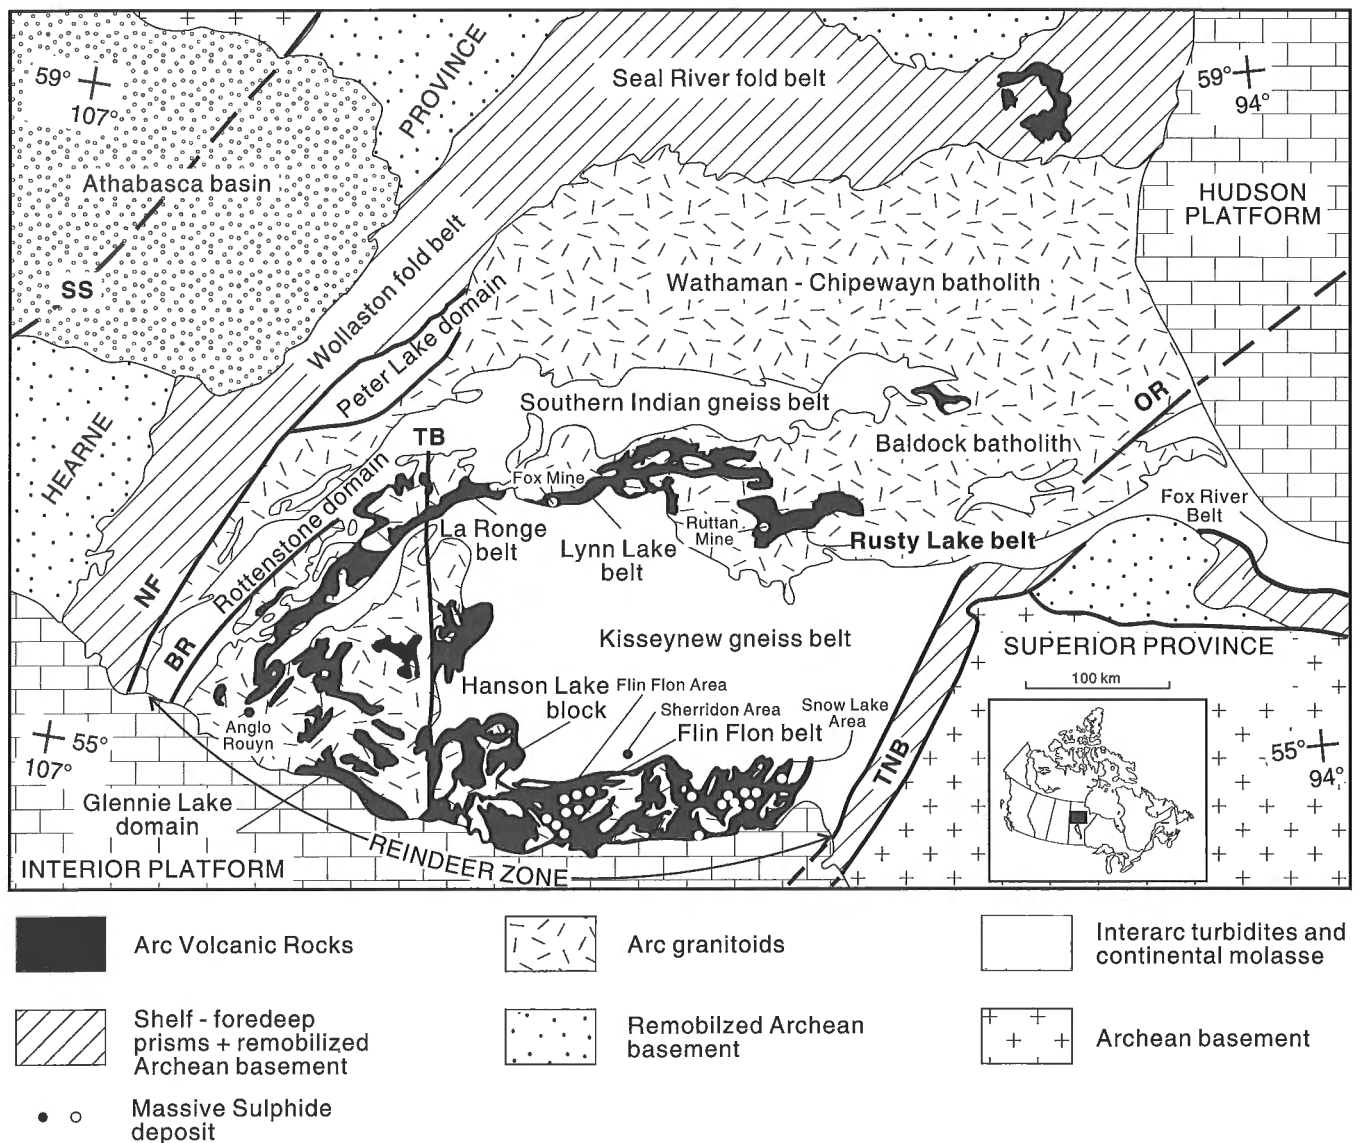 59°
107°
PROVINCE
Seal River fold belt
59°
94°
Athabasca basin
HUDSON
PLATFORM
SS
Wollaston fold belt
Wathaman - Chipewayn batholith
Peter Lake domain
Southern Indian gneiss belt
OR
HEARNE
TB
Baldock batholith
Fox Mine
Fox River
Belt
Rottenstone domain
La Ronge
belt
Lynn Lake
belt
Ruttan
Mine
Rusty Lake belt
NF
BR
Kisseynew gneiss belt
SUPERIOR PROVINCE
100 km
Hanson Lake
block
Flin Flon Area
Sherridon Area
Snow Lake
Area
Flin Flon belt
Anglo
Rouyn
55°
107°
TNB
55°
94°
Glennie Lake
domain
REINDEER ZONE
INTERIOR PLATFORM
Arc Volcanic Rocks
Arc granitoids
Interarc turbidites and
continental molasse
Shelf - foredeep
prisms + remobilized
Archean basement
Remobilzed Archean
basement
Archean basement
Massive Sulphide
deposit